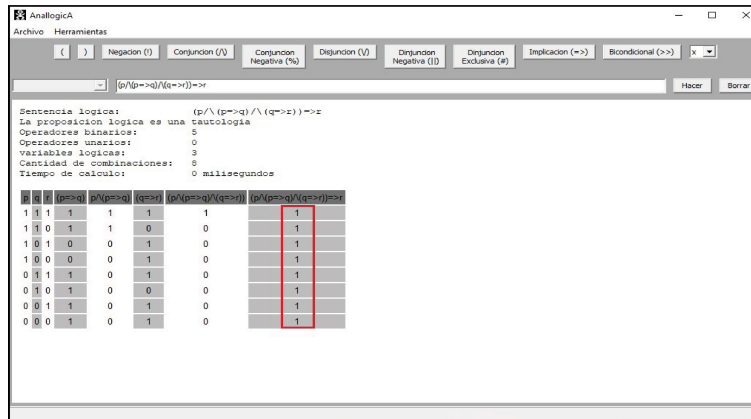 AnallogicA
Archivo Herramientas
( ) Negacion (!) Conjuncion (/\) Conjuncion Negativa (%) Disjuncion (\/) Dinjuncion Negativa (||) Dinjuncion Exclusiva (#) Implicacion (=>) Bicondicional (>>) x
(p/\(p=>q)/\(q=>r))=>r Hacer Borrar
Sentencia logica: (p/\(p=>q)/\(q=>r))=>r
La proposicion logica es una tautologia
Operadores binarios: 5
Operadores unarios: 0
variables logicas: 3
Cantidad de combinaciones: 8
Tiempo de calculo: 0 milisegundos
p q r (p=>q) p/\(p=>q) (q=>r) (p/\(p=>q)/\(q=>r)) (p/\(p=>q)/\(q=>r))=>r
1 1 1 1 1 1 1 1
1 1 0 1 1 0 0 1
1 0 1 0 0 1 0 1
1 0 0 0 0 1 0 1
0 1 1 1 0 1 0 1
0 1 0 1 0 0 0 1
0 0 1 1 0 1 0 1
0 0 0 1 0 1 0 1